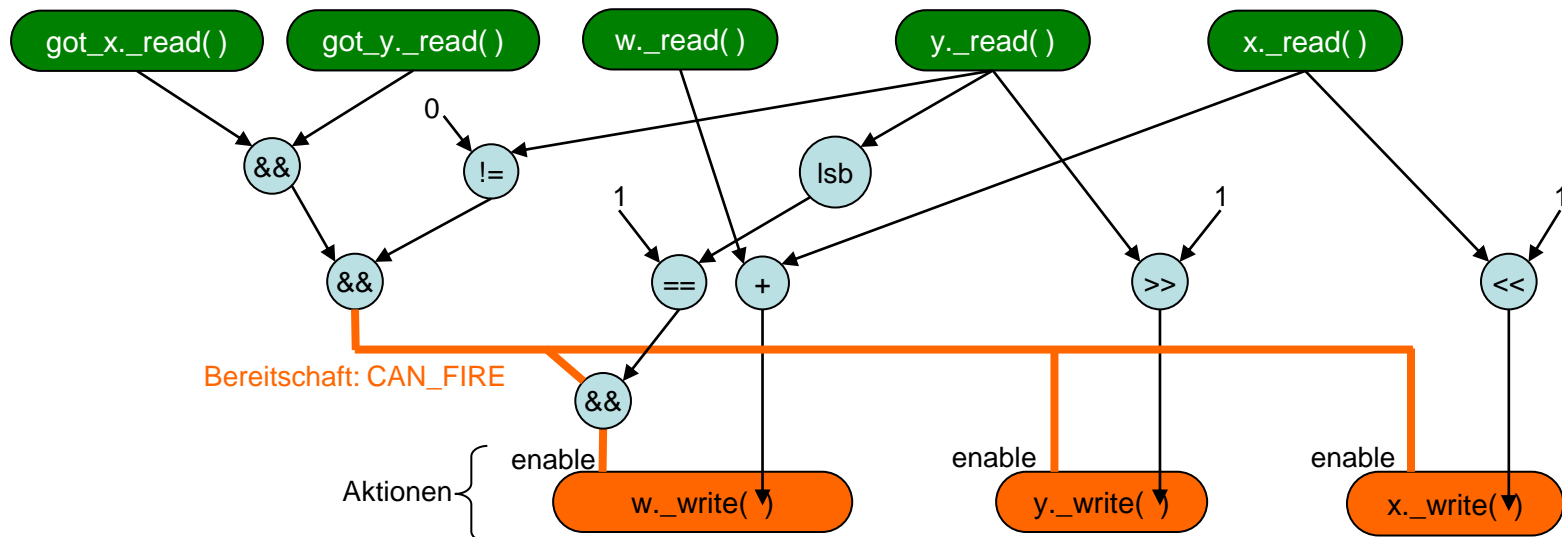 got_x._read( )
got_y._read( )
w._read( )
y._read( )
x._read( )
0
&&
!=
lsb
1
1
1
&&
==
+
>>
<<
Bereitschaft: CAN_FIRE
&&
enable
enable
enable
Aktionen
w._write( )
y._write( )
x._write( )